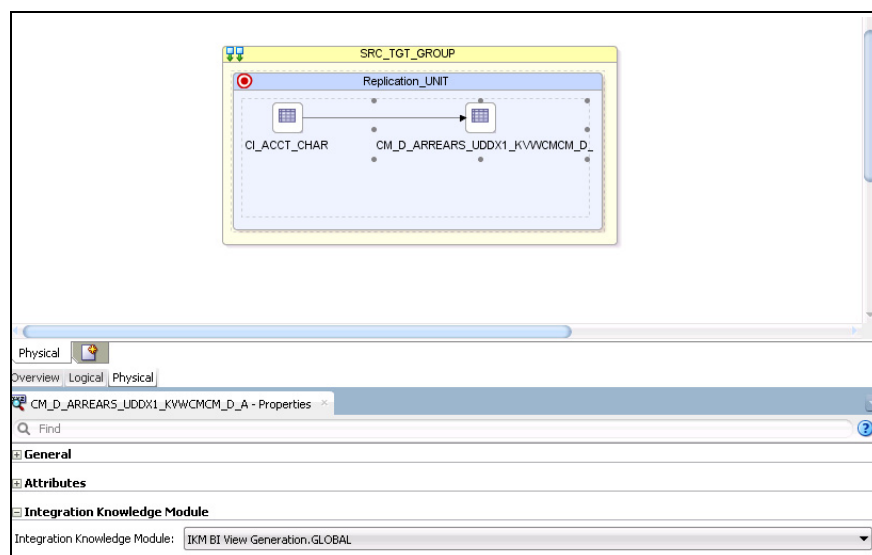 SRC_TGT_GROUP
Replication_UNIT
CI_ACCT_CHAR
CM_D_ARREARS_UDDX1_KVWCMCM_D_
Physical
Overview Logical Physical
CM_D_ARREARS_UDDX1_KVWCMCM_D_A - Properties
Find
General
Attributes
Integration Knowledge Module
Integration Knowledge Module: IKM BI View Generation.GLOBAL